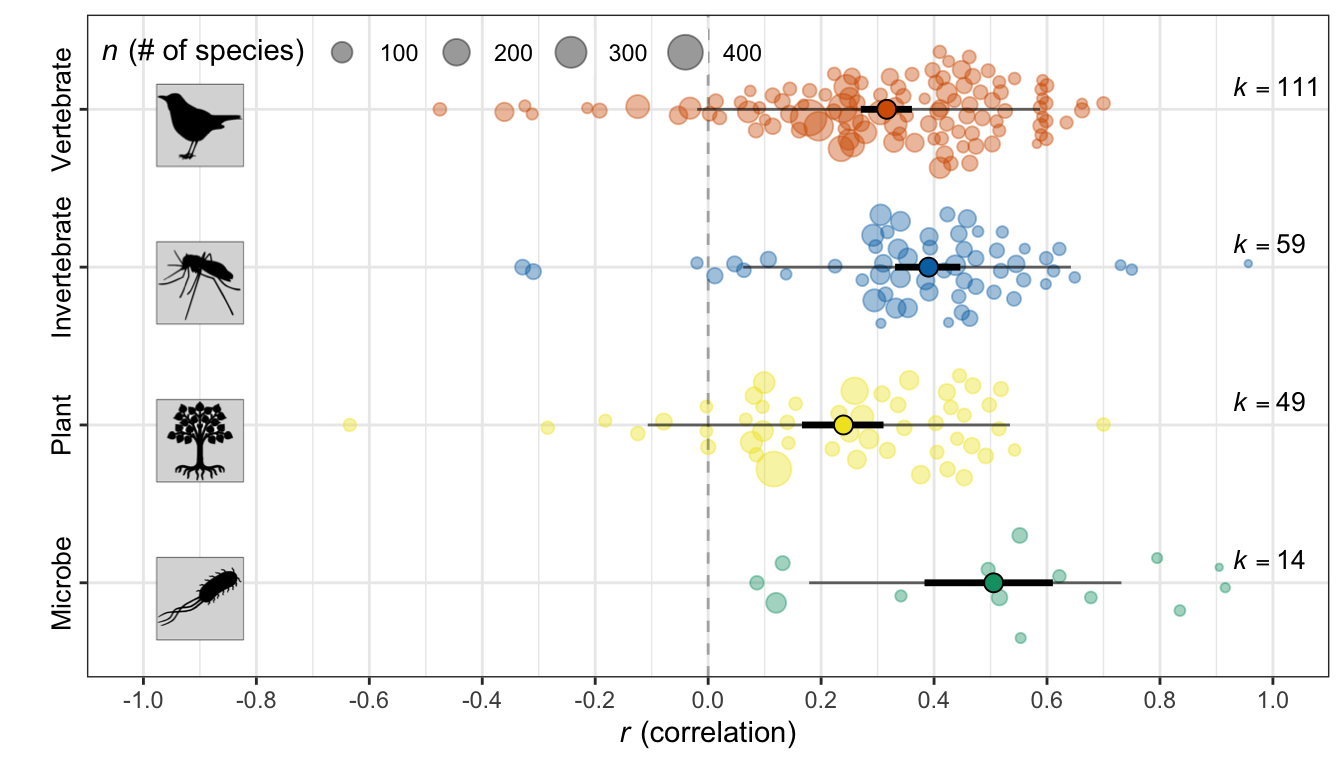 n (# of species) 100 200 300 400
Vertebrate
k = 111
Invertebrate
k = 59
Plant
k = 49
Microbe
k = 14
-1.0 -0.8 -0.6 -0.4 -0.2 0.0 0.2 0.4 0.6 0.8 1.0
r (correlation)